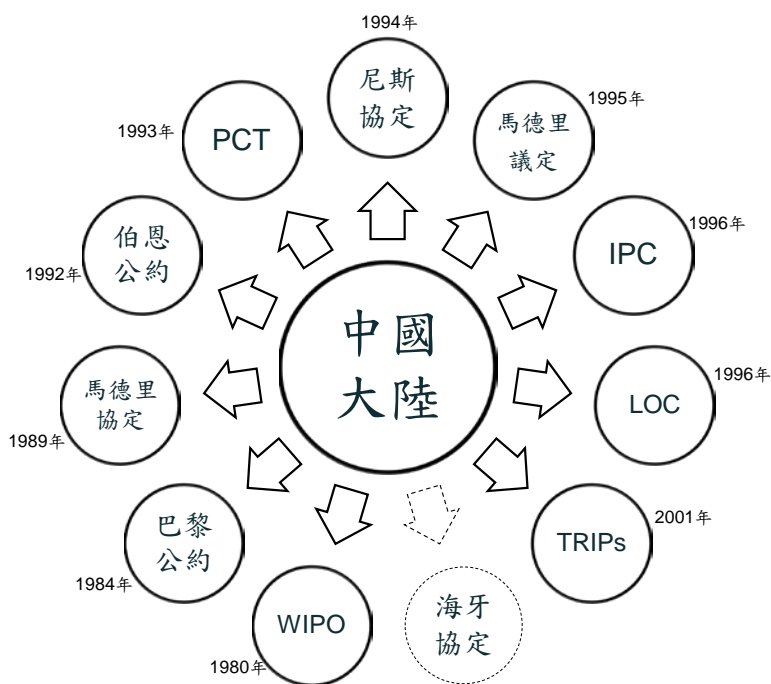 1994年
尼斯
協定
1995年
馬德里
議定
1993年
PCT
1996年
IPC
伯恩
公約
1992年
中國
大陸
1996年
LOC
馬德里
協定
1989年
2001年
TRIPs
巴黎
公約
1984年
海牙
協定
WIPO
1980年